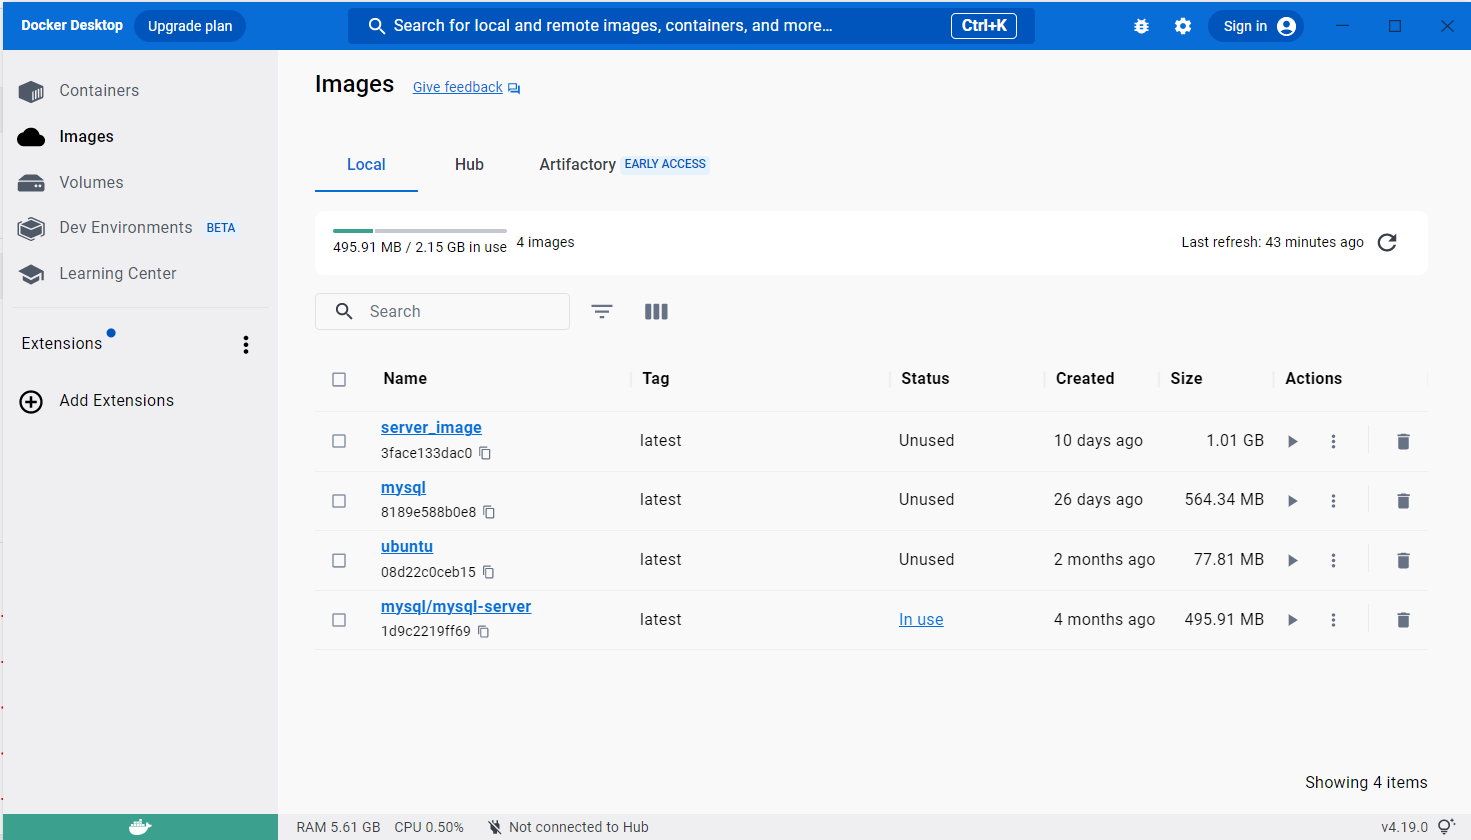 Docker Desktop Upgrade plan Search for local and remote images, containers, and more... Ctrl+K Sign in
Containers
Images
Volumes
Dev Environments BETA
Learning Center
Extensions
Add Extensions
Images Give feedback
Local Hub Artifactory EARLY ACCESS
495.91 MB / 2.15 GB in use 4 images Last refresh: 43 minutes ago
Search
Name Tag Status Created Size Actions
server_image
3face133dac0
latest Unused 10 days ago 1.01 GB
mysql
8189e588b0e8
latest Unused 26 days ago 564.34 MB
ubuntu
08d22c0ceb15
latest Unused 2 months ago 77.81 MB
mysql/mysql-server
1d9c2219ff69
latest In use 4 months ago 495.91 MB
Showing 4 items
RAM 5.61 GB CPU 0.50% Not connected to Hub v4.19.0